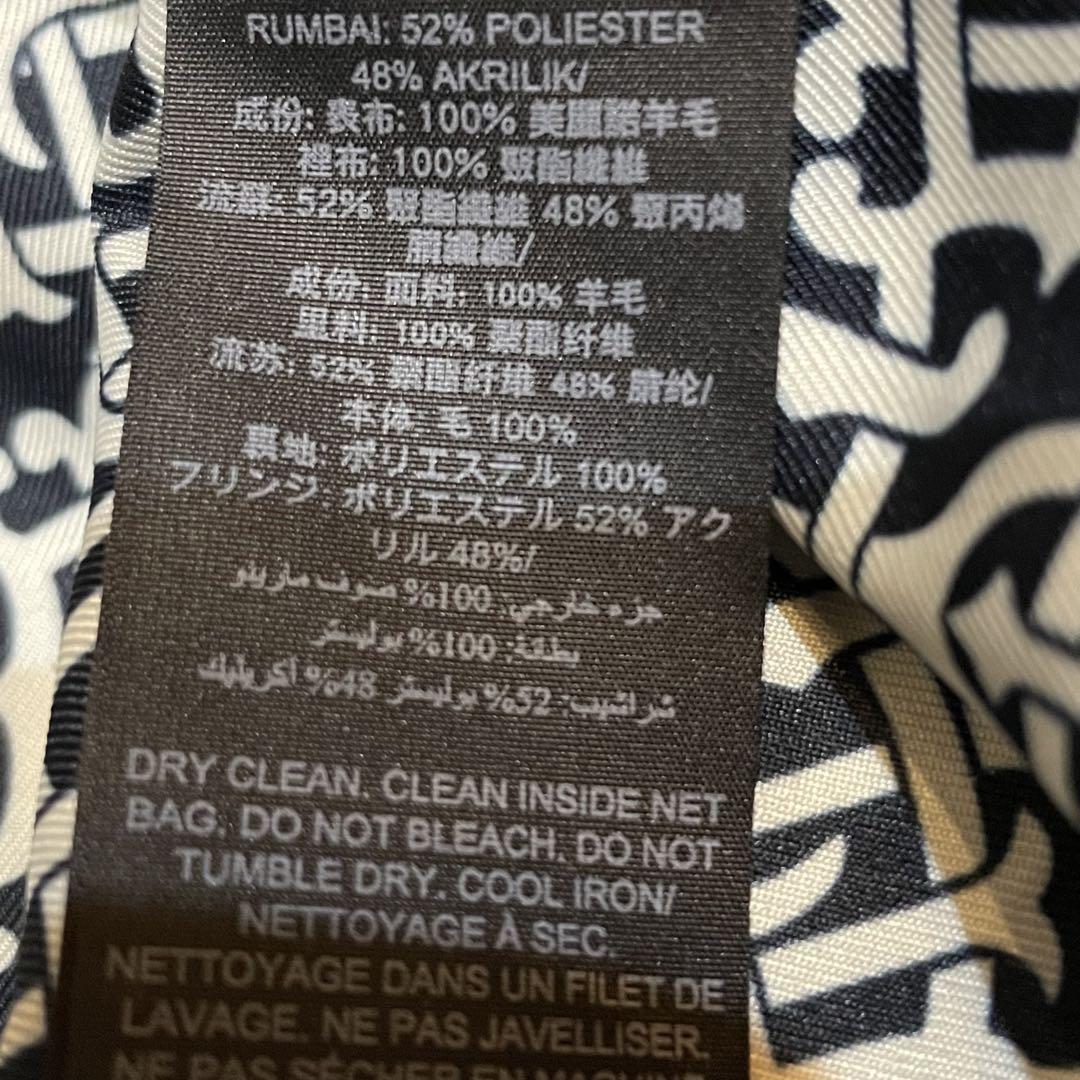 RUMBAI: 52% POLIESTER
48% AKRILIK/
成份: 表布: 100% 美麗諾羊毛
裡布: 100% 聚酯纖維
流蘇: 52% 聚酯纖維 48% 聚丙烯
腈纖維/
成份: 面料: 100% 羊毛
里料: 100% 聚酯纤维
流苏: 52% 聚酯纤维 48% 腈纶/
本体: 毛 100%
裏地: ポリエステル 100%
フリンジ: ポリエステル 52% アク
リル 48%/
جزء خارجي: 100% صوف مارينو
بطانة: 100% بوليستر
شراشيب: 52% بوليستر 48% أكريليك
DRY CLEAN. CLEAN INSIDE NET
BAG. DO NOT BLEACH. DO NOT
TUMBLE DRY. COOL IRON/
NETTOYAGE À SEC.
NETTOYAGE DANS UN FILET DE
LAVAGE. NE PAS JAVELLISER.
NE PAS SÉCHER EN MACHINE